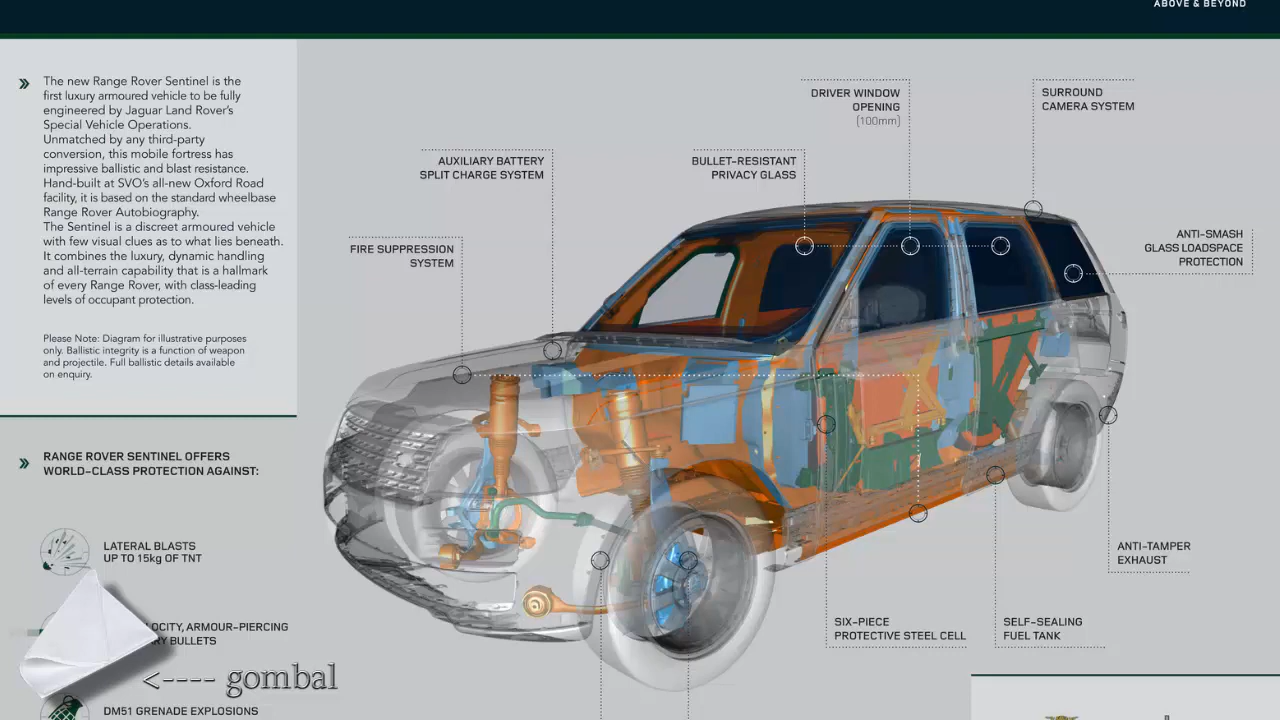 ABOVE & BEYOND
The new Range Rover Sentinel is the
first luxury armoured vehicle to be fully
engineered by Jaguar Land Rover's
Special Vehicle Operations.
Unmatched by any third-party
conversion, this mobile fortress has
impressive ballistic and blast resistance.
Hand-built at SVO's all-new Oxford Road
facility, it is based on the standard wheelbase
Range Rover Autobiography.
The Sentinel is a discreet armoured vehicle
with few visual clues as to what lies beneath.
It combines the luxury, dynamic handling
and all-terrain capability that is a hallmark
of every Range Rover, with class-leading
levels of occupant protection.
Please Note: Diagram for illustrative purposes
only. Ballistic integrity is a function of weapon
and projectile. Full ballistic details available
on enquiry.
RANGE ROVER SENTINEL OFFERS
WORLD-CLASS PROTECTION AGAINST:
LATERAL BLASTS
UP TO 15kg OF TNT
OCITY, ARMOUR-PIERCING
RY BULLETS
<---- gombal
DM51 GRENADE EXPLOSIONS
DRIVER WINDOW
OPENING
(100mm)
SURROUND
CAMERA SYSTEM
AUXILIARY BATTERY
SPLIT CHARGE SYSTEM
BULLET-RESISTANT
PRIVACY GLASS
FIRE SUPPRESSION
SYSTEM
ANTI-SMASH
GLASS LOADSPACE
PROTECTION
ANTI-TAMPER
EXHAUST
SIX-PIECE
PROTECTIVE STEEL CELL
SELF-SEALING
FUEL TANK